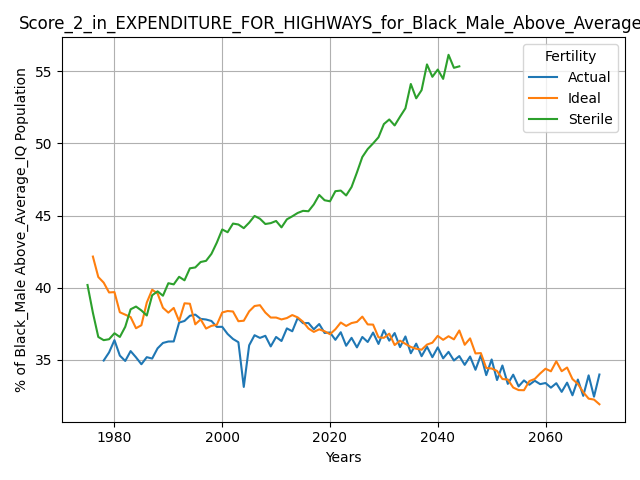 Score_2_in_EXPENDITURE_FOR_HIGHWAYS_for_Black_Male_Above_Average
Fertility
Actual
Ideal
Sterile
% of Black_Male Above_Average_IQ Population
55
50
45
40
35
1980
2000
2020
2040
2060
Years